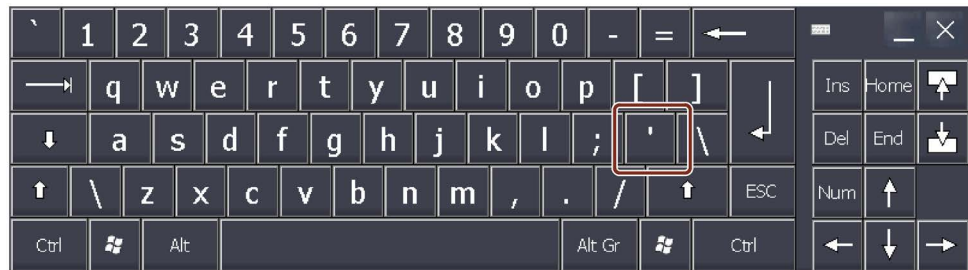 ` 1 2 3 4 5 6 7 8 9 0 - =
q w e r t y u i o p [ ] Ins Home
a s d f g h j k l ; ' \ Del End
\ z x c v b n m , . / ESC Num
Ctrl Alt Alt Gr Ctrl